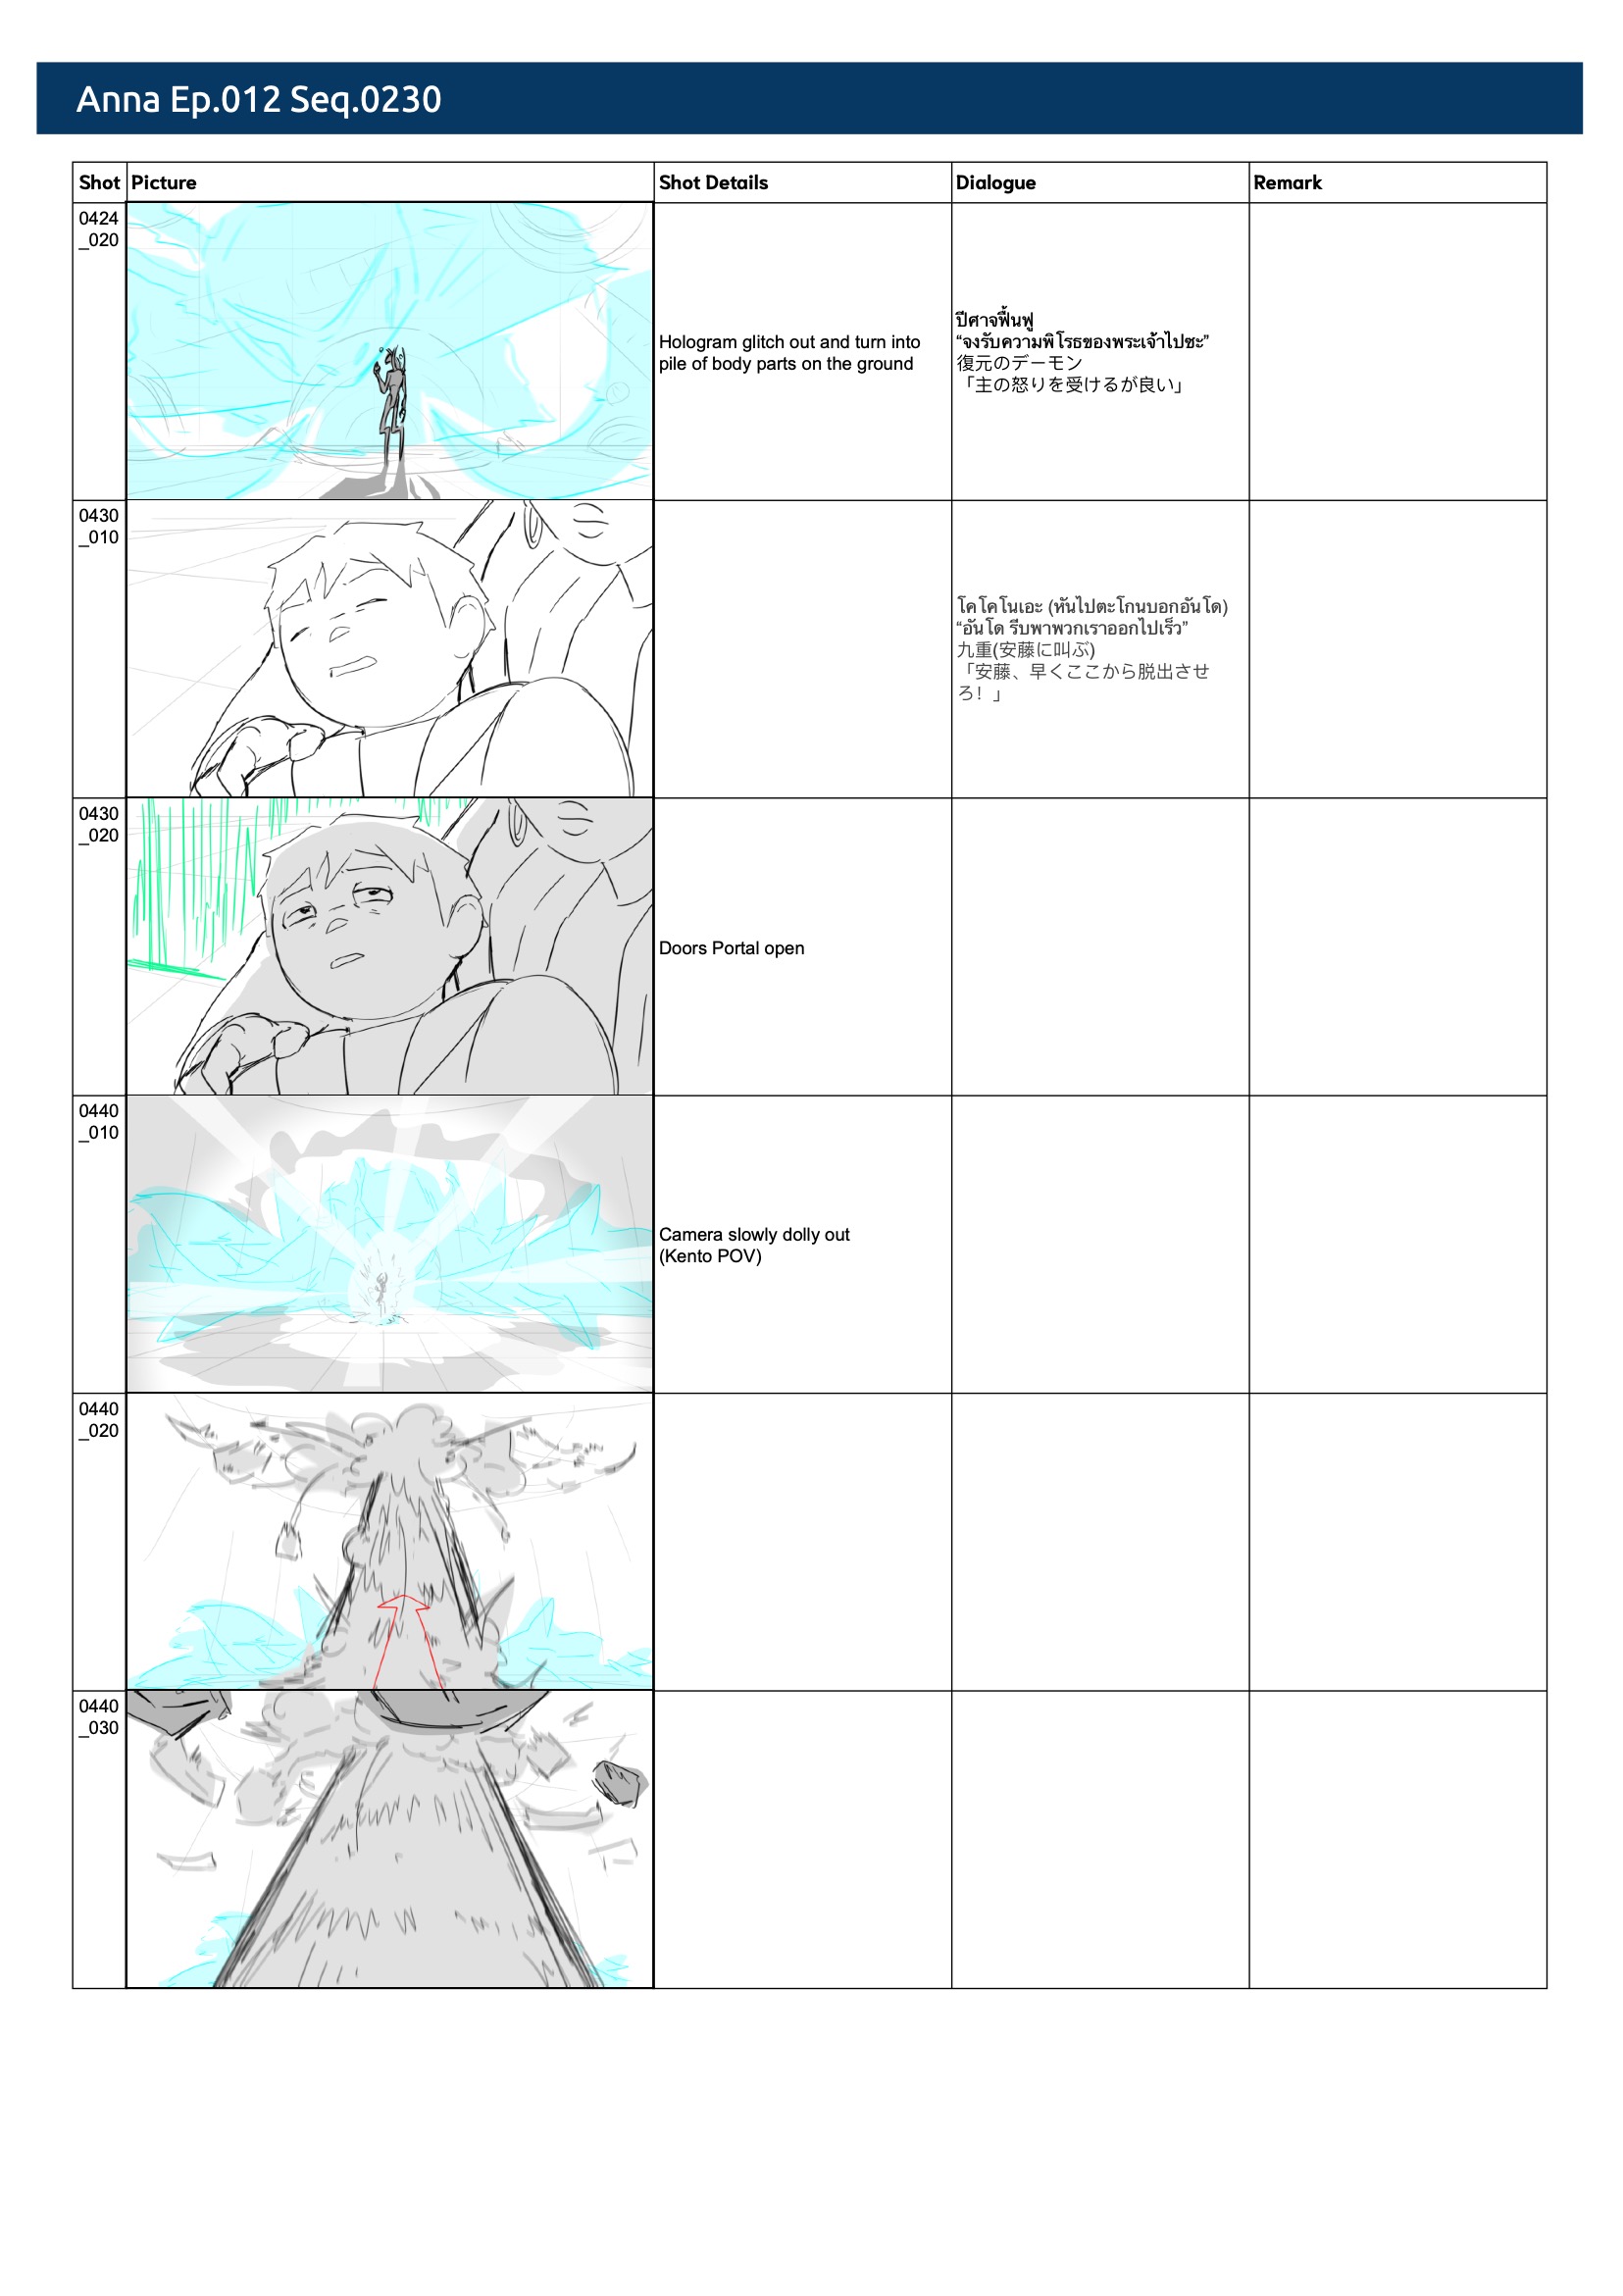 Anna Ep.012 Seq.0230
Shot Picture Shot Details Dialogue Remark
0424
_020
Hologram glitch out and turn into
pile of body parts on the ground
ปีศาจฟื้นฟู
“จงรับความพิโรธของพระเจ้าไปซะ”
復元のデーモン
「主の怒りを受けるが良い」
0430
_010
โคโคโนเอะ (หันไปตะโกนบอกอันโด)
“อันโด รีบพาพวกเราออกไปเร็ว”
九重(安藤に叫ぶ)
「安藤、早くここから脱出させ
ろ！」
0430
_020
Doors Portal open
0440
_010
Camera slowly dolly out
(Kento POV)
0440
_020
0440
_030